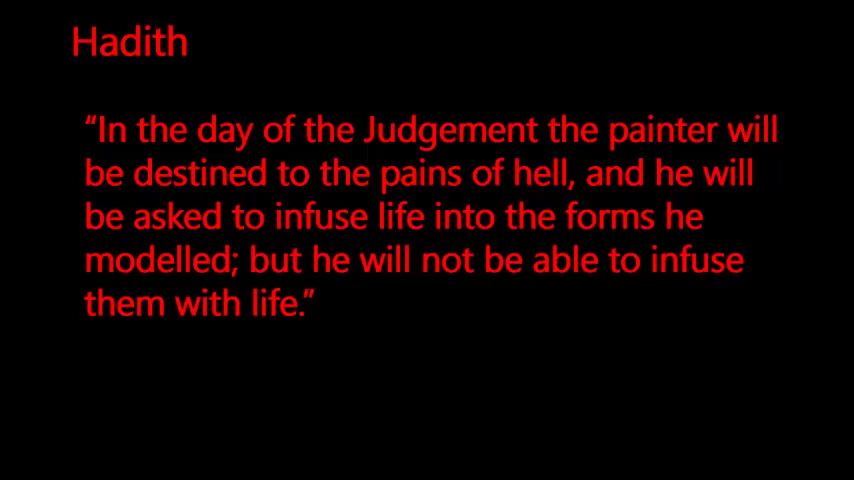 Hadith
“In the day of the Judgement the painter will
be destined to the pains of hell, and he will
be asked to infuse life into the forms he
modelled; but he will not be able to infuse
them with life.”